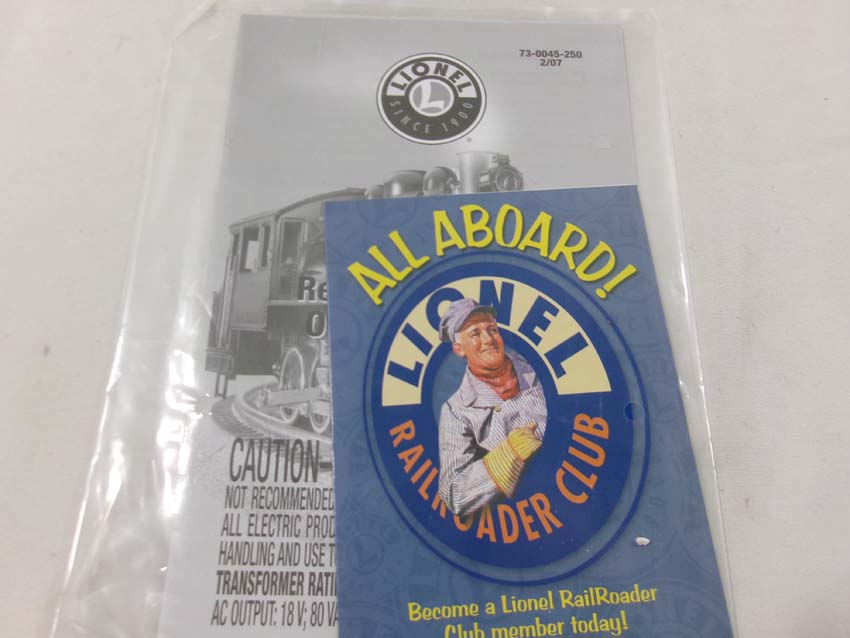 73-0045-250
2/07
LIONEL
L
SINCE 1900
Re
O
CAUTION-
NOT RECOMMENDED
ALL ELECTRIC PROD
HANDLING AND USE T
TRANSFORMER RATI
AC OUTPUT: 18 V; 80 VA
ALL ABOARD!
LIONEL
RAILROADER CLUB
Become a Lionel RailRoader
Club member today!